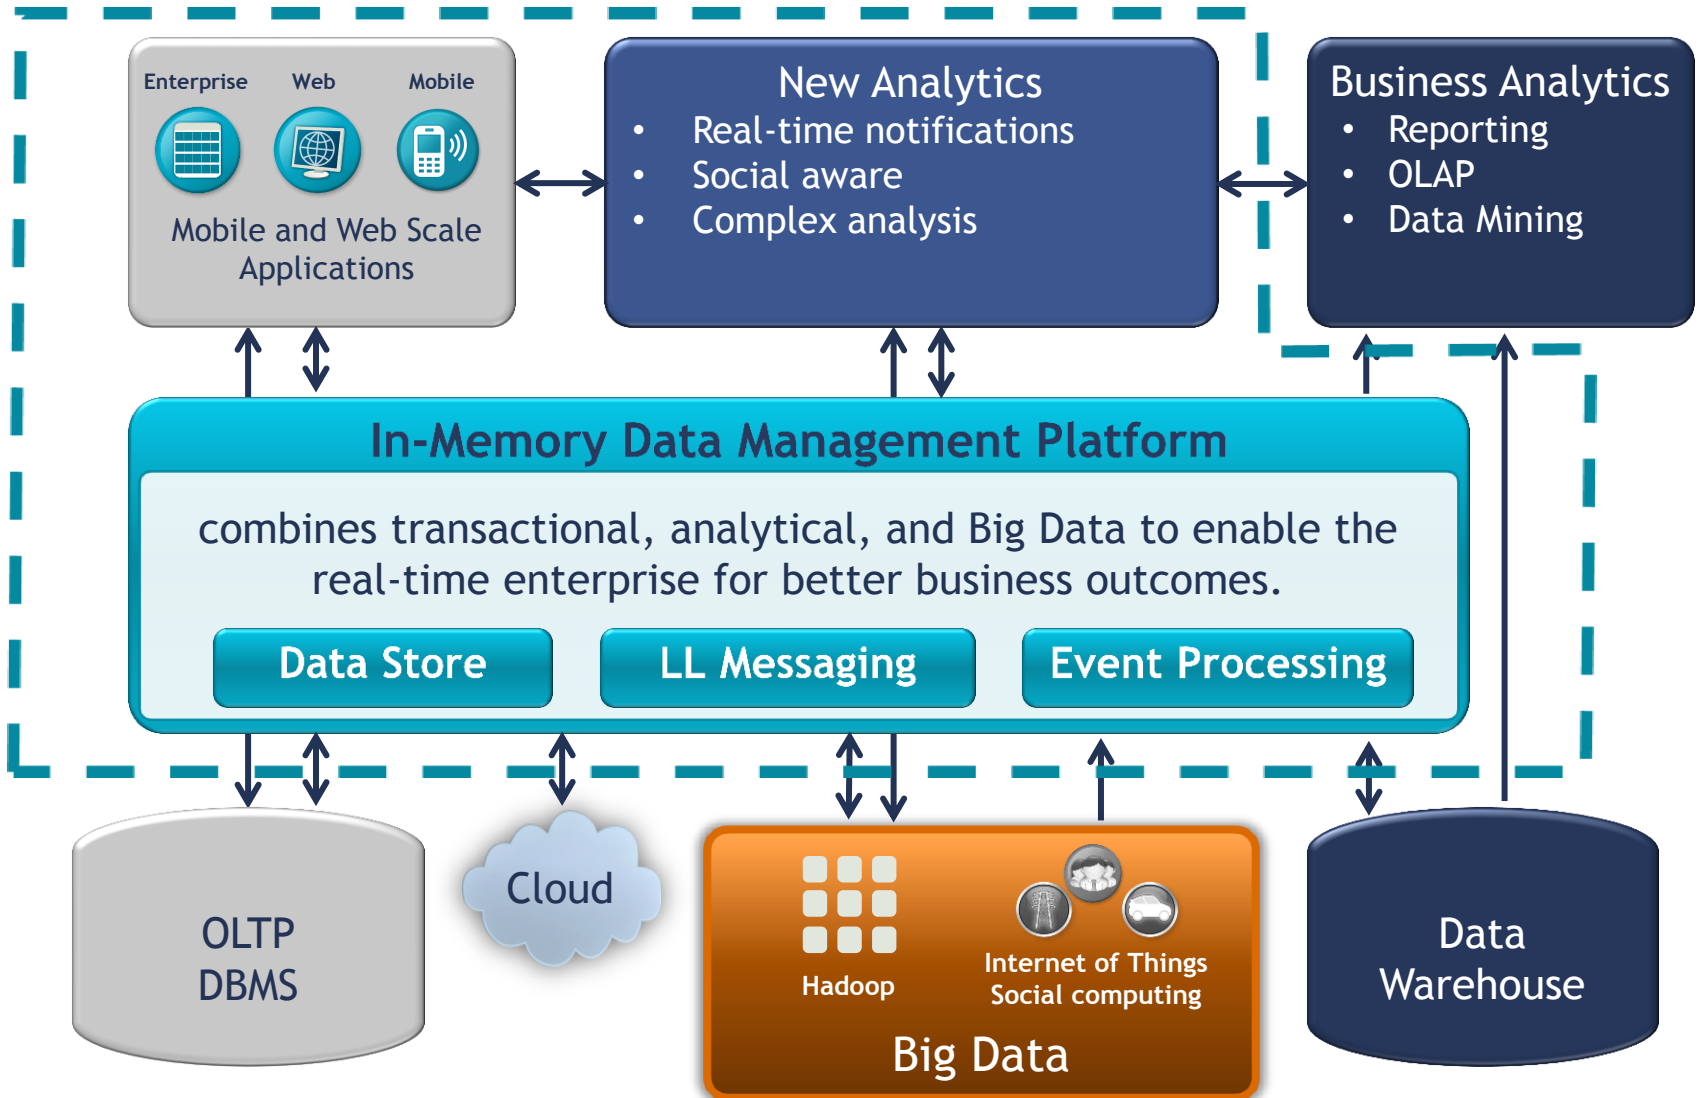 Enterprise
Web
Mobile
Mobile and Web Scale
Applications
New Analytics
• Real-time notifications
• Social aware
• Complex analysis
Business Analytics
• Reporting
• OLAP
• Data Mining
In-Memory Data Management Platform
combines transactional, analytical, and Big Data to enable the
real-time enterprise for better business outcomes.
Data Store
LL Messaging
Event Processing
OLTP
DBMS
Cloud
Hadoop
Internet of Things
Social computing
Big Data
Data
Warehouse